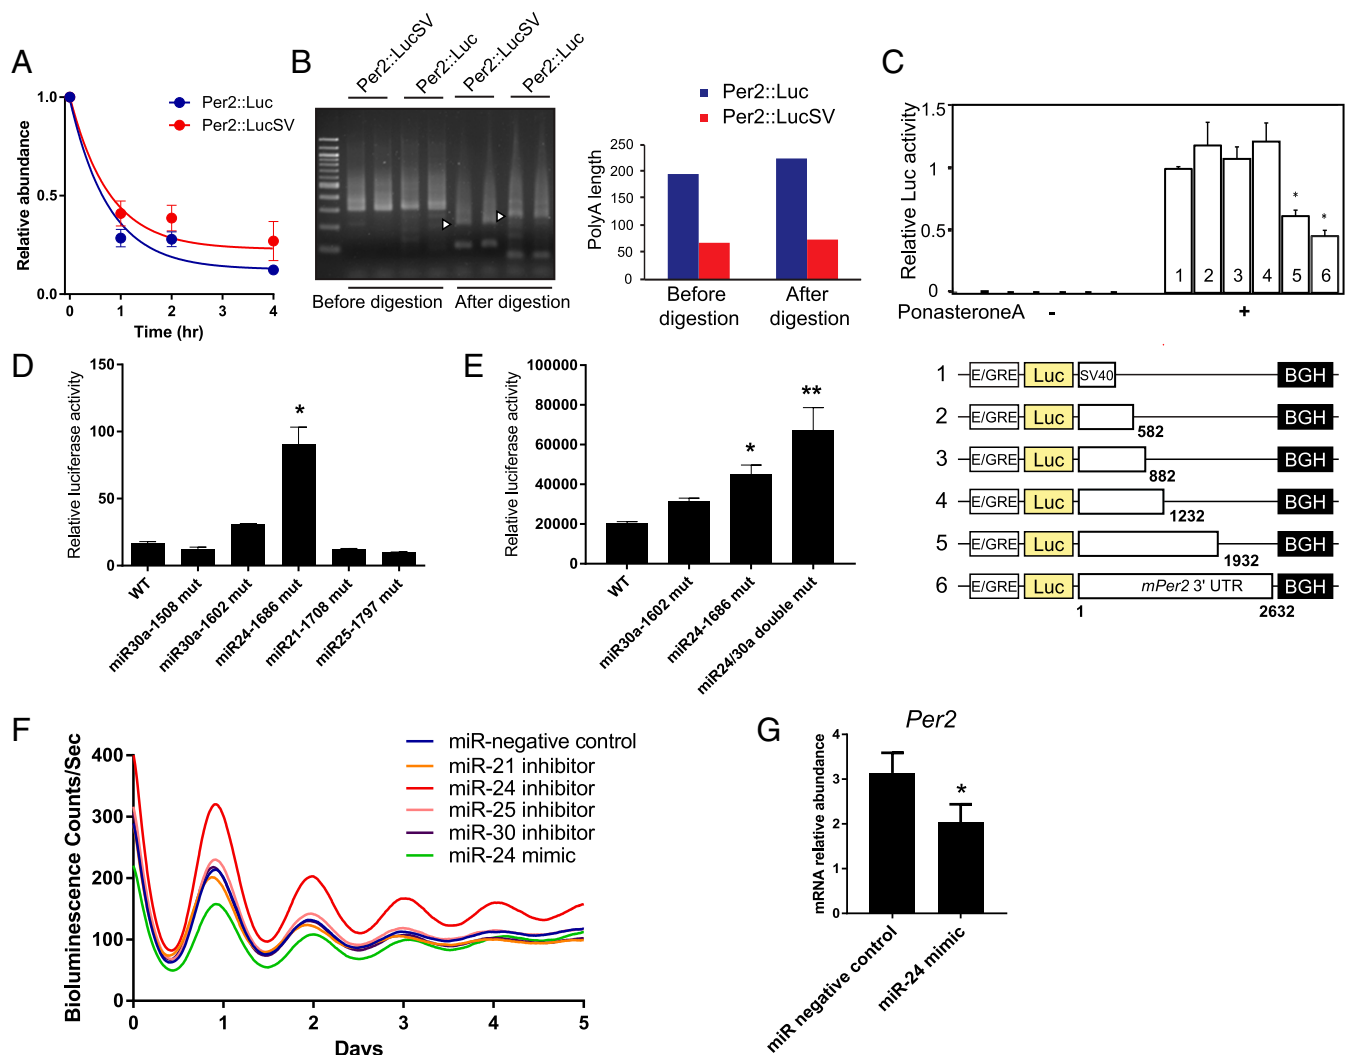 A
Per2::Luc
Per2::LucSV
Relative abundance
1.0
0.5
0.0
0 1 2 4
Time (hr)
B
Per2::LucSV
Per2::Luc
Per2::LucSV
Per2::Luc
Before digestion
After digestion
Per2::Luc
Per2::LucSV
PolyA length
250
200
150
100
50
0
Before digestion
After digestion
C
Relative Luc activity
1.5
1
0.5
0
1 2 3 4 5 6
* *
PonasteroneA - +
1 E/GRE Luc SV40 BGH
2 E/GRE Luc 582 BGH
3 E/GRE Luc 882 BGH
4 E/GRE Luc 1232 BGH
5 E/GRE Luc 1932 BGH
6 E/GRE Luc mPer2 3' UTR BGH
1 2632
D
Relative luciferase activity
150
100
50
0
*
WT
miR30a-1508 mut
miR30a-1602 mut
miR24-1686 mut
miR21-1708 mut
miR25-1797 mut
E
Relative luciferase activity
100000
80000
60000
40000
20000
0
*
**
WT
miR30a-1602 mut
miR24-1686 mut
miR24/30a double mut
F
Bioluminescence Counts/Sec
400
300
200
100
0
0 1 2 3 4 5
Days
miR-negative control
miR-21 inhibitor
miR-24 inhibitor
miR-25 inhibitor
miR-30 inhibitor
miR-24 mimic
G
Per2
mRNA relative abundance
4
3
2
1
0
*
miR negative control
miR-24 mimic